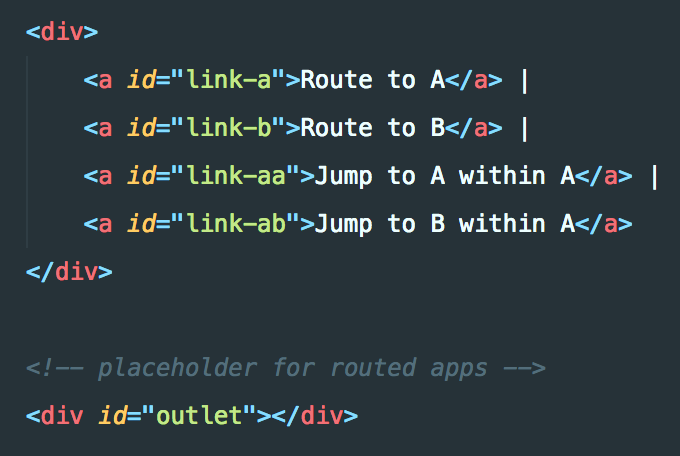 <div>
    <a id="link-a">Route to A</a> |
    <a id="link-b">Route to B</a> |
    <a id="link-aa">Jump to A within A</a> |
    <a id="link-ab">Jump to B within A</a>
</div>
<!-- placeholder for routed apps -->
<div id="outlet"></div>